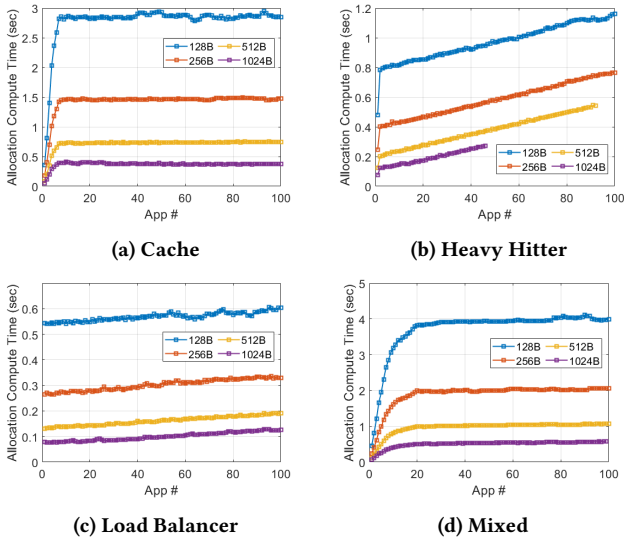 Allocation Compute Time (sec)
3
2.5
2
1.5
1
0.5
0
128B 512B
256B 1024B
0 20 40 60 80 100
App #
(a) Cache
Allocation Compute Time (sec)
1.2
1
0.8
0.6
0.4
0.2
0
128B 512B
256B 1024B
0 20 40 60 80 100
App #
(b) Heavy Hitter
Allocation Compute Time (sec)
0.6
0.5
0.4
0.3
0.2
0.1
0
128B 512B
256B 1024B
0 20 40 60 80 100
App #
(c) Load Balancer
Allocation Compute Time (sec)
5
4
3
2
1
0
128B 512B
256B 1024B
0 20 40 60 80 100
App #
(d) Mixed